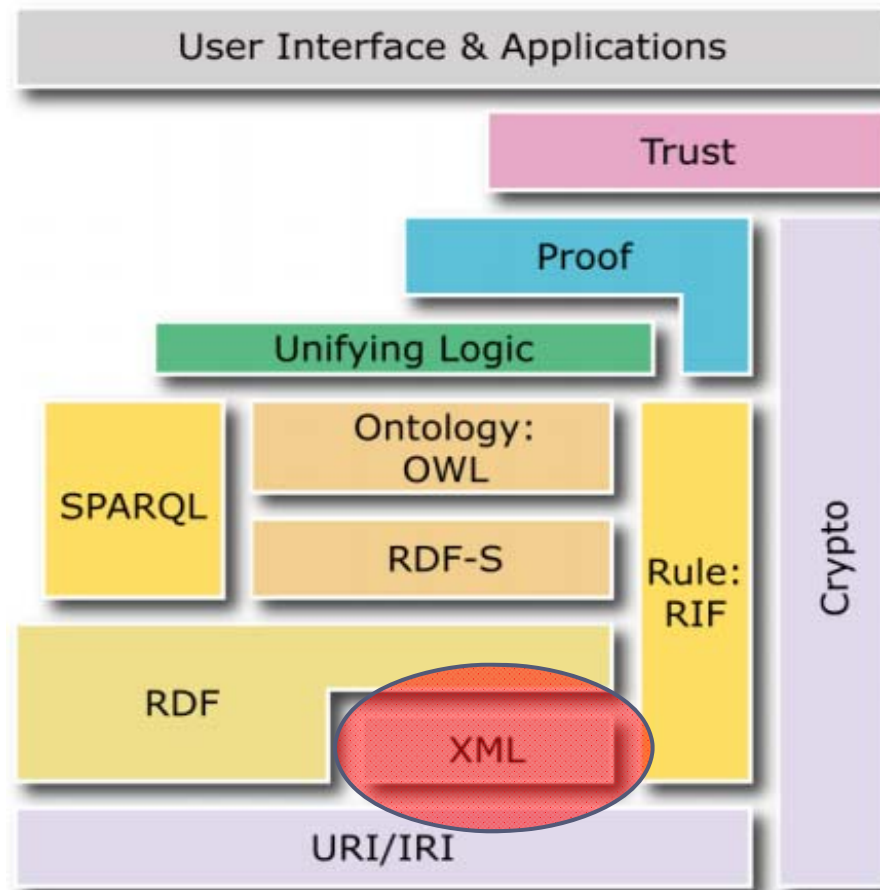 User Interface & Applications
Trust
Proof
Unifying Logic
Ontology:
OWL
SPARQL
RDF-S
Rule:
RIF
Crypto
RDF
XML
URI/IRI